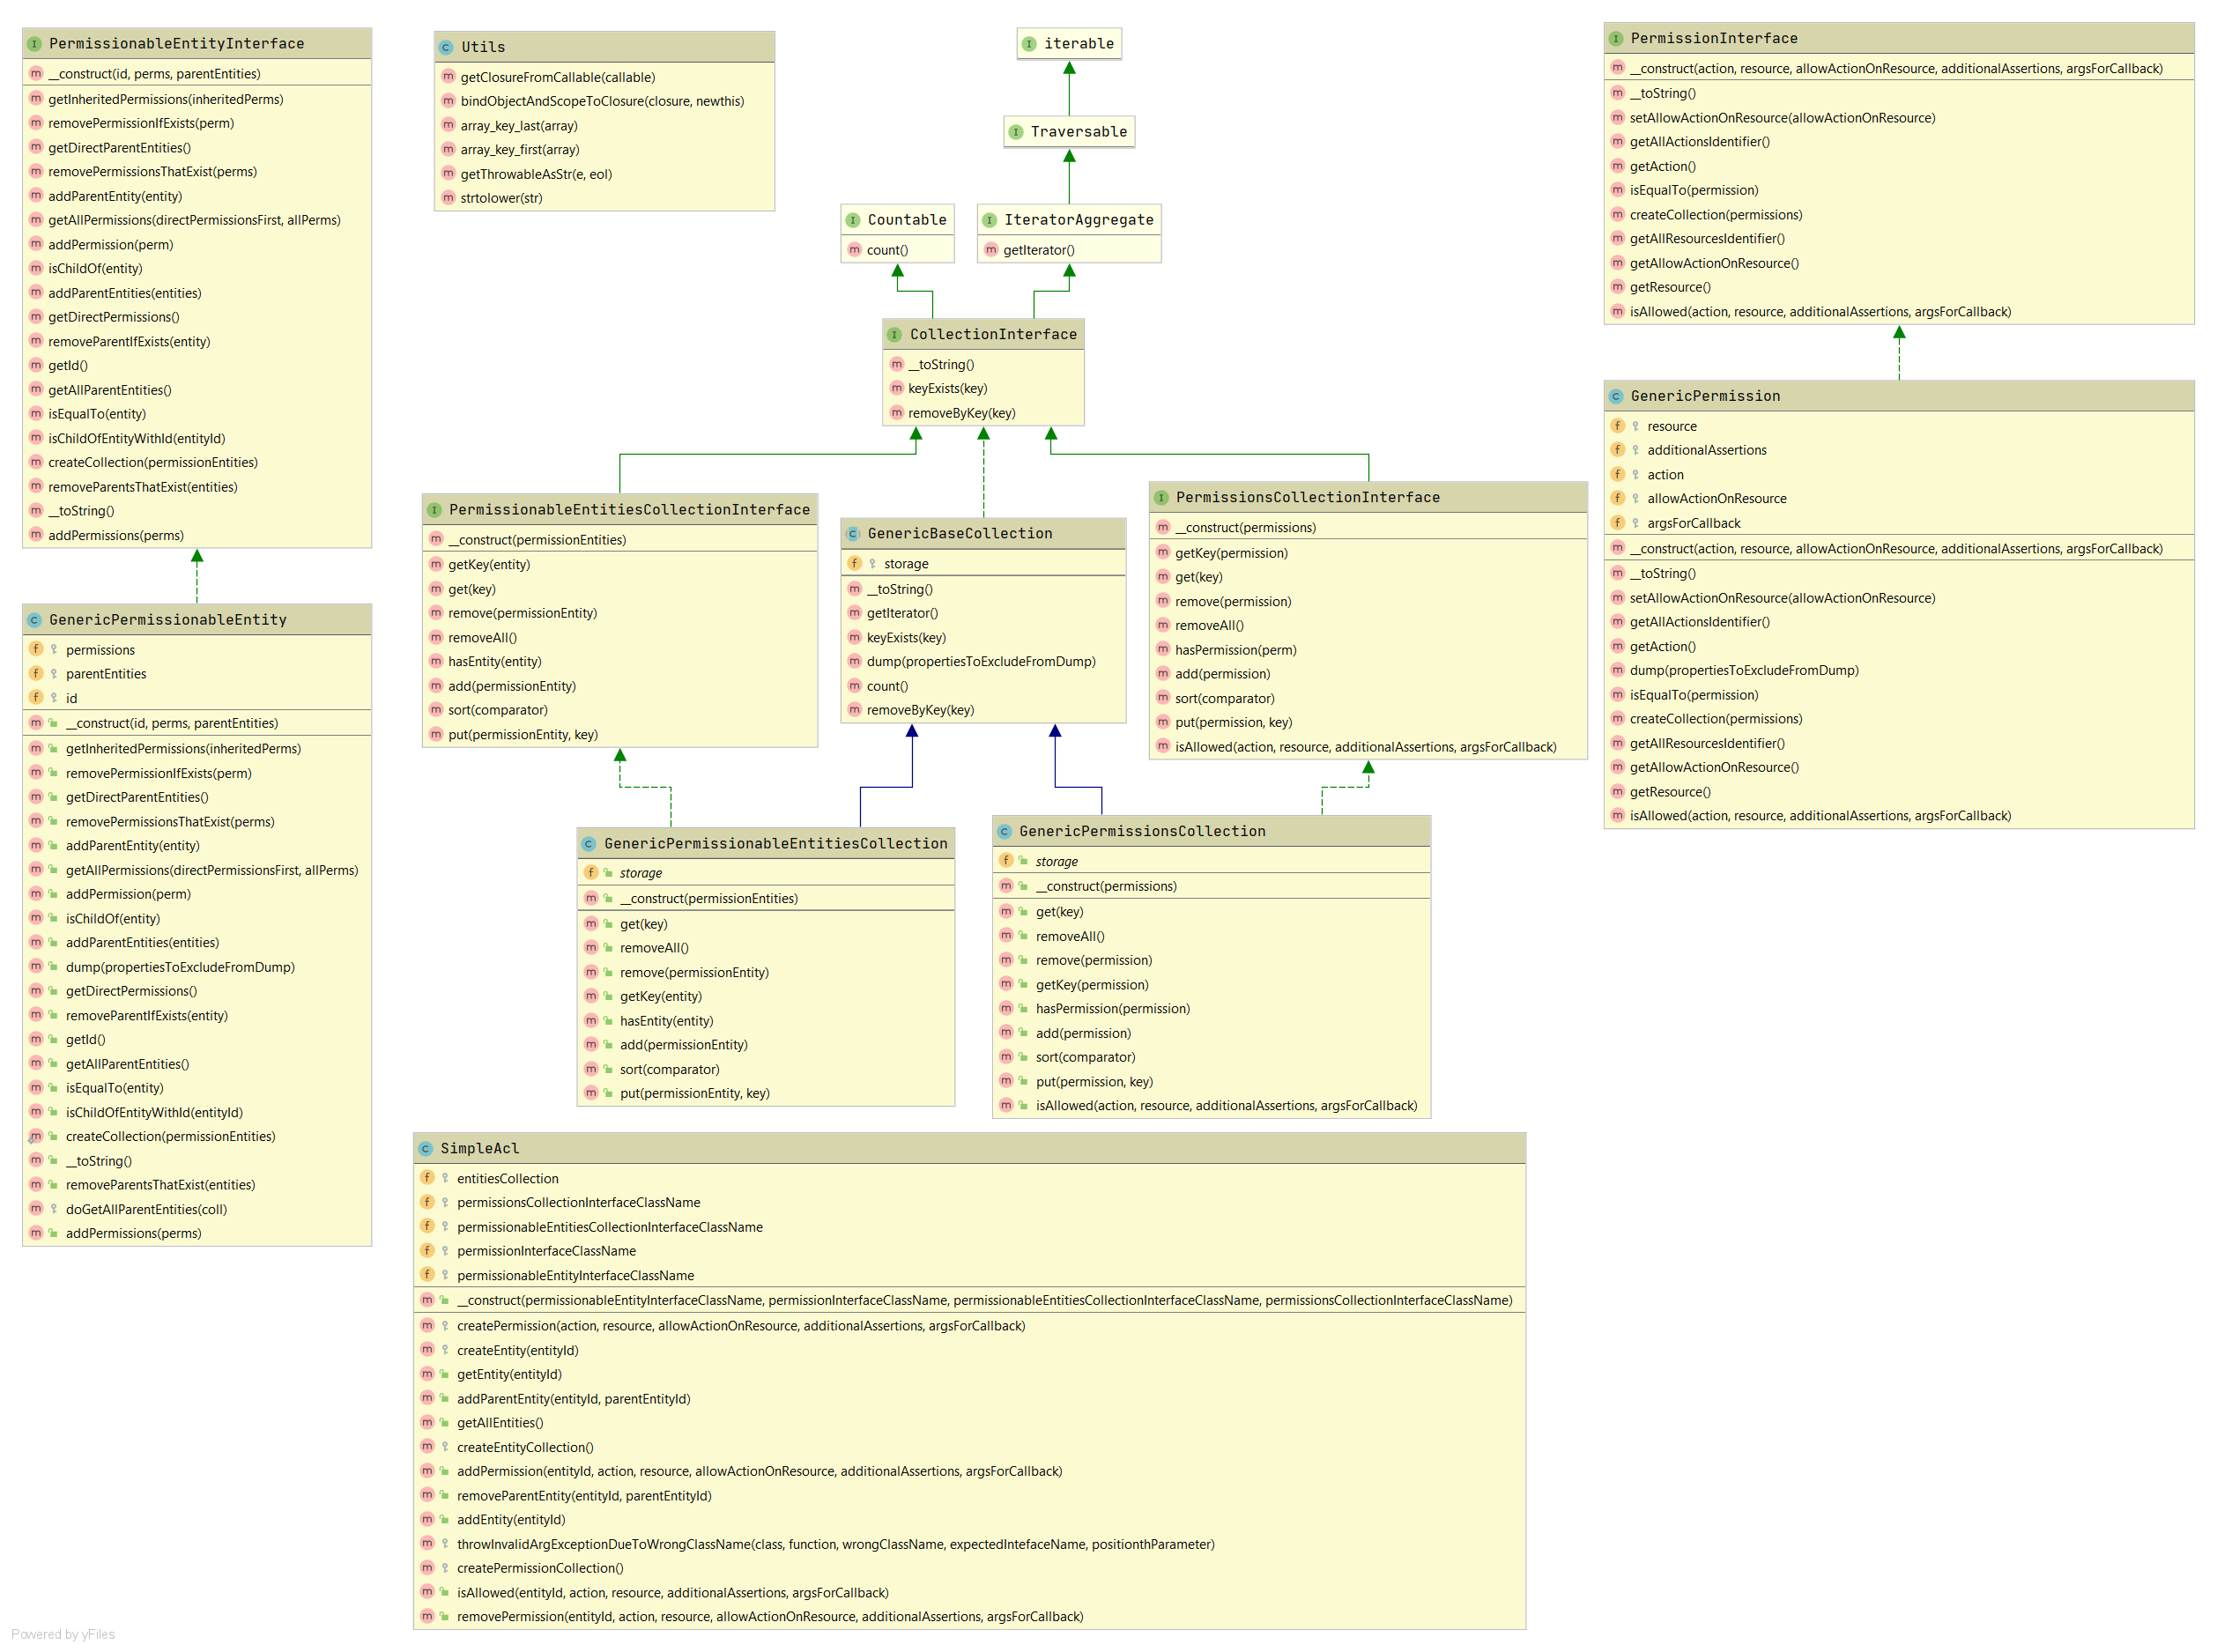 PermissionableEntityInterface
__construct(id, perms, parentEntities)
getInheritedPermissions(inheritedPerms)
removePermissionIfExists(perm)
getDirectParentEntities()
removePermissionsThatExist(perms)
addParentEntity(entity)
getAllPermissions(directPermissionsFirst, allPerms)
addPermission(perm)
isChildOf(entity)
addParentEntities(entities)
getDirectPermissions()
removeParentIfExists(entity)
getId()
getAllParentEntities()
isEqualTo(entity)
isChildOfEntityWithId(entityId)
createCollection(permissionEntities)
removeParentsThatExist(entities)
__toString()
addPermissions(perms)
GenericPermissionableEntity
permissions
parentEntities
id
__construct(id, perms, parentEntities)
getInheritedPermissions(inheritedPerms)
removePermissionIfExists(perm)
getDirectParentEntities()
removePermissionsThatExist(perms)
addParentEntity(entity)
getAllPermissions(directPermissionsFirst, allPerms)
addPermission(perm)
isChildOf(entity)
addParentEntities(entities)
dump(propertiesToExcludeFromDump)
getDirectPermissions()
removeParentIfExists(entity)
getId()
getAllParentEntities()
isEqualTo(entity)
isChildOfEntityWithId(entityId)
createCollection(permissionEntities)
__toString()
removeParentsThatExist(entities)
doGetAllParentEntities(coll)
addPermissions(perms)
Utils
getClosureFromCallable(callable)
bindObjectAndScopeToClosure(closure, newthis)
array_key_last(array)
array_key_first(array)
getThrowableAsStr(e, eol)
strtolower(str)
iterable
Traversable
Countable
count()
IteratorAggregate
getIterator()
CollectionInterface
__toString()
keyExists(key)
removeByKey(key)
PermissionableEntitiesCollectionInterface
__construct(permissionEntities)
getKey(entity)
get(key)
remove(permissionEntity)
removeAll()
hasEntity(entity)
add(permissionEntity)
sort(comparator)
put(permissionEntity, key)
GenericBaseCollection
storage
__toString()
getIterator()
keyExists(key)
dump(propertiesToExcludeFromDump)
count()
removeByKey(key)
PermissionsCollectionInterface
__construct(permissions)
getKey(permission)
get(key)
remove(permission)
removeAll()
hasPermission(perm)
add(permission)
sort(comparator)
put(permission, key)
isAllowed(action, resource, additionalAssertions, argsForCallback)
GenericPermissionableEntitiesCollection
storage
__construct(permissionEntities)
get(key)
removeAll()
remove(permissionEntity)
getKey(entity)
hasEntity(entity)
add(permissionEntity)
sort(comparator)
put(permissionEntity, key)
GenericPermissionsCollection
storage
__construct(permissions)
get(key)
removeAll()
remove(permission)
getKey(permission)
hasPermission(permission)
add(permission)
sort(comparator)
put(permission, key)
isAllowed(action, resource, additionalAssertions, argsForCallback)
PermissionInterface
__construct(action, resource, allowActionOnResource, additionalAssertions, argsForCallback)
__toString()
setAllowActionOnResource(allowActionOnResource)
getAllActionsIdentifier()
getAction()
isEqualTo(permission)
createCollection(permissions)
getAllResourcesIdentifier()
getAllowActionOnResource()
getResource()
isAllowed(action, resource, additionalAssertions, argsForCallback)
GenericPermission
resource
additionalAssertions
action
allowActionOnResource
argsForCallback
__construct(action, resource, allowActionOnResource, additionalAssertions, argsForCallback)
__toString()
setAllowActionOnResource(allowActionOnResource)
getAllActionsIdentifier()
getAction()
dump(propertiesToExcludeFromDump)
isEqualTo(permission)
createCollection(permissions)
getAllResourcesIdentifier()
getAllowActionOnResource()
getResource()
isAllowed(action, resource, additionalAssertions, argsForCallback)
SimpleAcl
entitiesCollection
permissionsCollectionInterfaceClassName
permissionableEntitiesCollectionInterfaceClassName
permissionInterfaceClassName
permissionableEntityInterfaceClassName
__construct(permissionableEntityInterfaceClassName, permissionInterfaceClassName, permissionableEntitiesCollectionInterfaceClassName, permissionsCollectionInterfaceClassName)
createPermission(action, resource, allowActionOnResource, additionalAssertions, argsForCallback)
createEntity(entityId)
getEntity(entityId)
addParentEntity(entityId, parentEntityId)
getAllEntities()
createEntityCollection()
addPermission(entityId, action, resource, allowActionOnResource, additionalAssertions, argsForCallback)
removeParentEntity(entityId, parentEntityId)
addEntity(entityId)
throwInvalidArgExceptionDueToWrongClassName(class, function, wrongClassName, expectedIntefaceName, positionthParameter)
createPermissionCollection()
isAllowed(entityId, action, resource, additionalAssertions, argsForCallback)
removePermission(entityId, action, resource, allowActionOnResource, additionalAssertions, argsForCallback)
Powered by yFiles